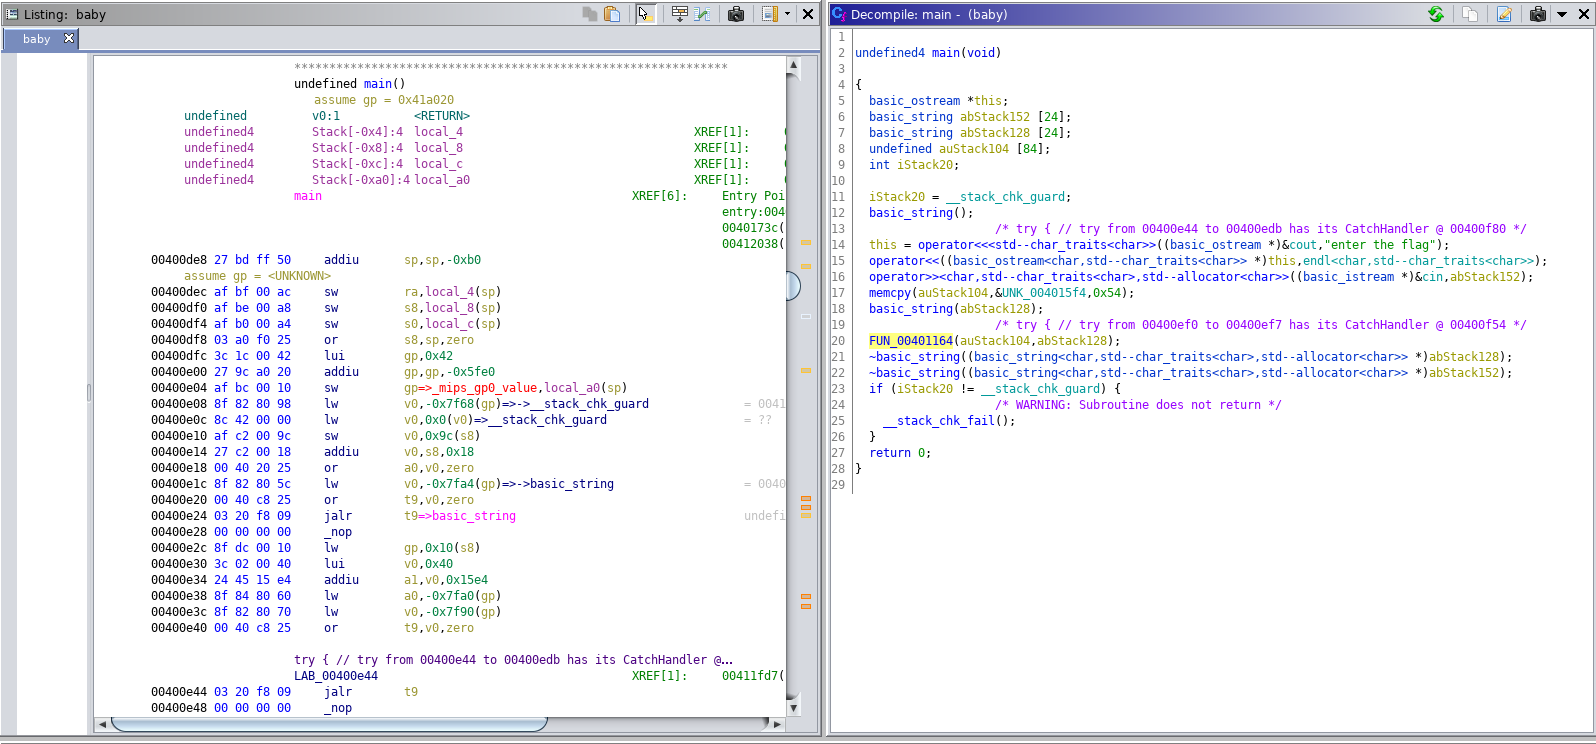 Listing: baby
baby
**************************************************************
undefined main()
assume gp = 0x41a020
undefined v0:1 <RETURN>
undefined4 Stack[-0x4]:4 local_4 XREF[1]:
undefined4 Stack[-0x8]:4 local_8 XREF[1]:
undefined4 Stack[-0xc]:4 local_c XREF[1]:
undefined4 Stack[-0xa0]:4 local_a0 XREF[1]:
main XREF[6]: Entry Poi
entry:004
0040173c(
00412038(
00400de8 27 bd ff 50 addiu sp,sp,-0xb0
assume gp = <UNKNOWN>
00400dec af bf 00 ac sw ra,local_4(sp)
00400df0 af be 00 a8 sw s8,local_8(sp)
00400df4 af b0 00 a4 sw s0,local_c(sp)
00400df8 03 a0 f0 25 or s8,sp,zero
00400dfc 3c 1c 00 42 lui gp,0x42
00400e00 27 9c a0 20 addiu gp,gp,-0x5fe0
00400e04 af bc 00 10 sw gp=>_mips_gp0_value,local_a0(sp)
00400e08 8f 82 80 98 lw v0,-0x7f68(gp)=>->__stack_chk_guard = 0041
00400e0c 8c 42 00 00 lw v0,0x0(v0)=>__stack_chk_guard = ??
00400e10 af c2 00 9c sw v0,0x9c(s8)
00400e14 27 c2 00 18 addiu v0,s8,0x18
00400e18 00 40 20 25 or a0,v0,zero
00400e1c 8f 82 80 5c lw v0,-0x7fa4(gp)=>->basic_string = 0040
00400e20 00 40 c8 25 or t9,v0,zero
00400e24 03 20 f8 09 jalr t9=>basic_string undefi
00400e28 00 00 00 00 _nop
00400e2c 8f dc 00 10 lw gp,0x10(s8)
00400e30 3c 02 00 40 lui v0,0x40
00400e34 24 45 15 e4 addiu a1,v0,0x15e4
00400e38 8f 84 80 60 lw a0,-0x7fa0(gp)
00400e3c 8f 82 80 70 lw v0,-0x7f90(gp)
00400e40 00 40 c8 25 or t9,v0,zero
try { // try from 00400e44 to 00400edb has its CatchHandler @...
LAB_00400e44 XREF[1]: 00411fd7(
00400e44 03 20 f8 09 jalr t9
00400e48 00 00 00 00 _nop
Decompile: main - (baby)
1
2 undefined4 main(void)
3
4 {
5 basic_ostream *this;
6 basic_string abStack152 [24];
7 basic_string abStack128 [24];
8 undefined auStack104 [84];
9 int iStack20;
10
11 iStack20 = __stack_chk_guard;
12 basic_string();
13 /* try { // try from 00400e44 to 00400edb has its CatchHandler @ 00400f80 */
14 this = operator<<<std--char_traits<char>>((basic_ostream *)&cout,"enter the flag");
15 operator<<((basic_ostream<char,std--char_traits<char>> *)this,endl<char,std--char_traits<char>>);
16 operator>><char,std--char_traits<char>,std--allocator<char>>((basic_istream *)&cin,abStack152);
17 memcpy(auStack104,&UNK_004015f4,0x54);
18 basic_string(abStack128);
19 /* try { // try from 00400ef0 to 00400ef7 has its CatchHandler @ 00400f54 */
20 FUN_00401164(auStack104,abStack128);
21 ~basic_string((basic_string<char,std--char_traits<char>,std--allocator<char>> *)abStack128);
22 ~basic_string((basic_string<char,std--char_traits<char>,std--allocator<char>> *)abStack152);
23 if (iStack20 != __stack_chk_guard) {
24 /* WARNING: Subroutine does not return */
25 __stack_chk_fail();
26 }
27 return 0;
28 }
29